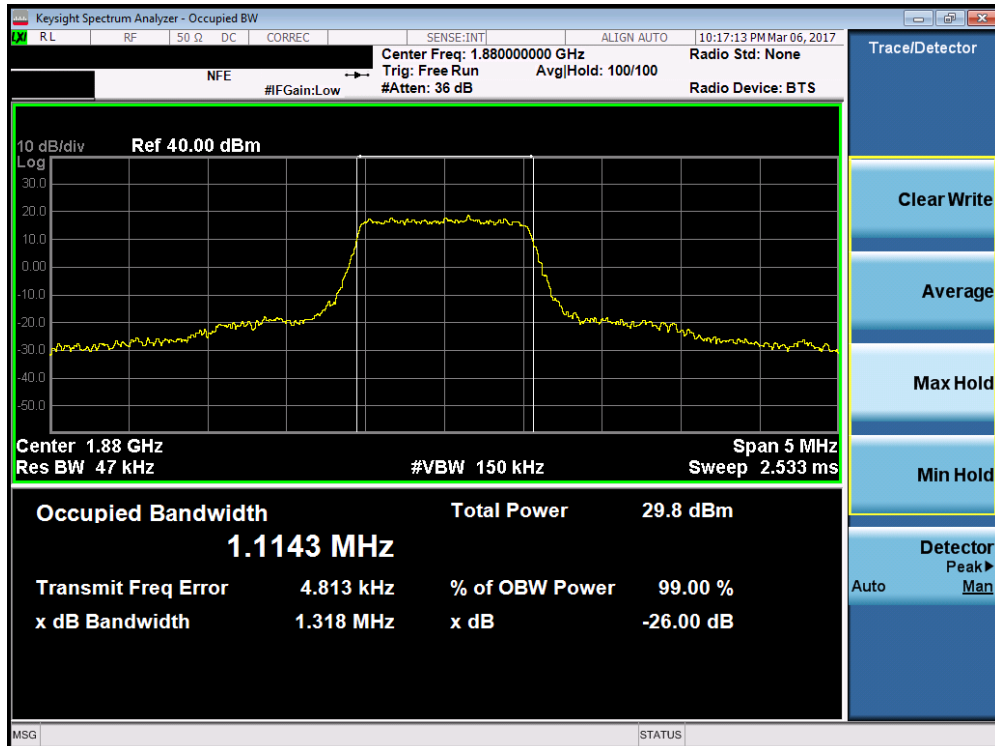 Keysight Spectrum Analyzer - Occupied BW
LXI RL RF 50 Ω DC CORREC SENSE:INT ALIGN AUTO 10:17:13 PM Mar 06, 2017
Center Freq: 1.880000000 GHz Radio Std: None
NFE Trig: Free Run Avg|Hold: 100/100
#IFGain:Low #Atten: 36 dB Radio Device: BTS
10 dB/div Ref 40.00 dBm
Log
30.0
20.0
10.0
0.00
-10.0
-20.0
-30.0
-40.0
-50.0
Center 1.88 GHz Span 5 MHz
Res BW 47 kHz #VBW 150 kHz Sweep 2.533 ms
Occupied Bandwidth Total Power 29.8 dBm
1.1143 MHz
Transmit Freq Error 4.813 kHz % of OBW Power 99.00 %
x dB Bandwidth 1.318 MHz x dB -26.00 dB
Trace/Detector
Clear Write
Average
Max Hold
Min Hold
Detector
Peak▶
Auto Man
MSG STATUS